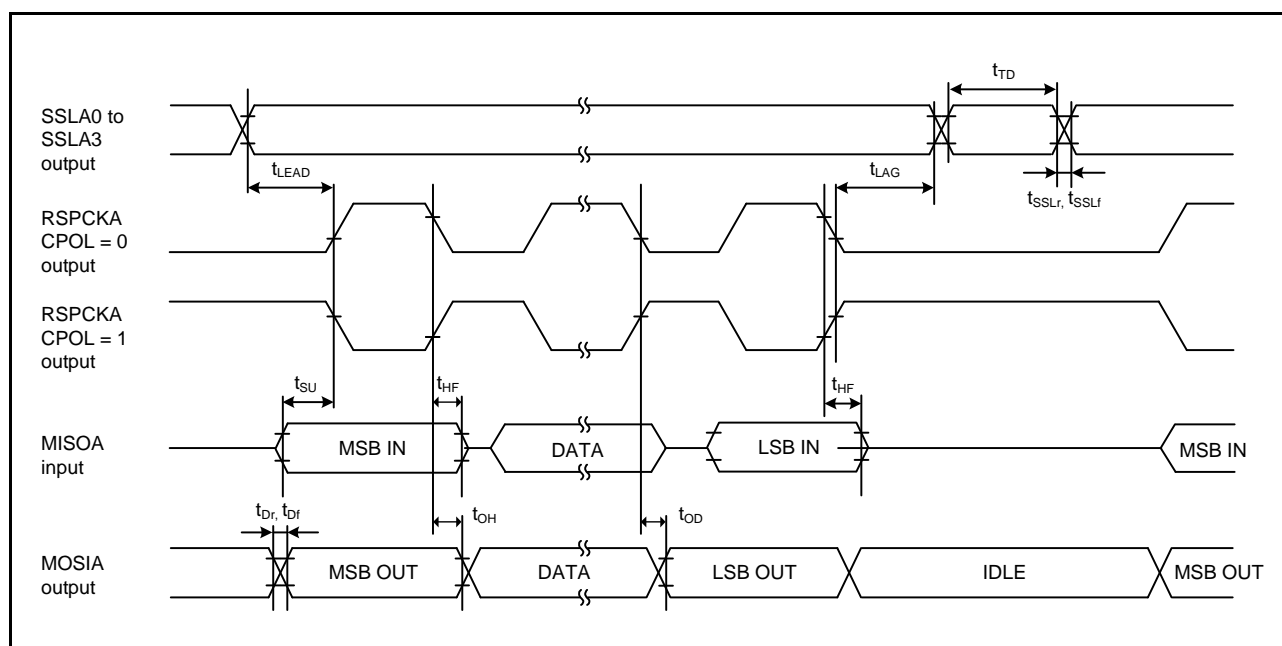 SSLA0 to
SSLA3
output
tTD
tLEAD
tLAG
tSSLr, tSSLf
RSPCKA
CPOL = 0
output
RSPCKA
CPOL = 1
output
tSU
tHF
tHF
MISOA
input
MSB IN
DATA
LSB IN
MSB IN
tDr, tDf
tOH
tOD
MOSIA
output
MSB OUT
DATA
LSB OUT
IDLE
MSB OUT